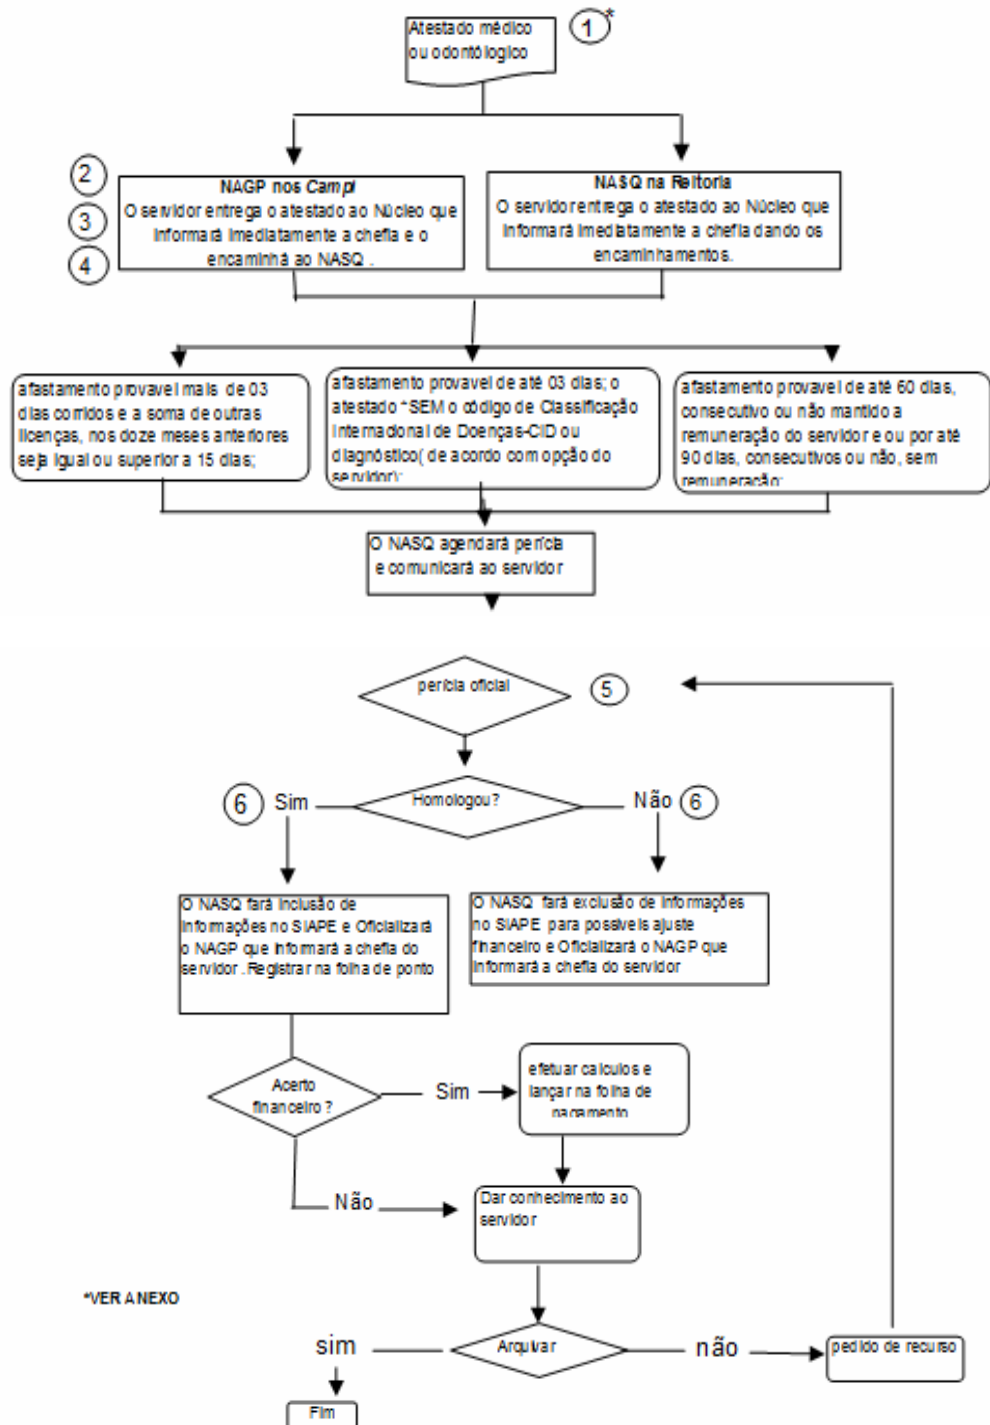 Atestado médico
ou odontólogico
1*
2
3
4
NAGP nos Campi
O servidor entrega o atestado ao Núcleo que
informará imediatamente a chefia e o
encaminhá ao NASQ .
NASQ na Reitoria
O servidor entrega o atestado ao Núcleo que
informará imediatamente a chefia dando os
encaminhamentos.
afastamento provavel mais de 03
dias corridos e a soma de outras
licenças, nos doze meses anteriores
seja igual ou superior a 15 dias;
afastamento provavel de até 03 dias; o
atestado "SEM o código de Classificação
Internacional de Doenças-CID ou
diagnóstico( de acordo com opção do
servidor);
afastamento provavel de até 60 dias,
consecutivo ou não mantido a
remuneração do servidor e ou por até
90 dias, consecutivos ou não, sem
remuneração;
O NASQ agendará perícia
e comunicará ao servidor
perícia oficial
5
6 Sim
Homologou?
Não 6
O NASQ fará inclusão de
informações no SIAPE e Oficializará
o NAGP que informará a chefia do
servidor .Registrar na folha de ponto
O NASQ fará exclusão de informações
no SIAPE para possíveis ajuste
financeiro e Oficializará o NAGP que
informará a chefia do servidor
Acerto
financeiro ?
Sim
efetuar calculos e
lançar na folha de
pagamento
Não
Dar conhecimento ao
servidor
*VER ANEXO
sim
Arquivar
não
pedido de recurso
Fim